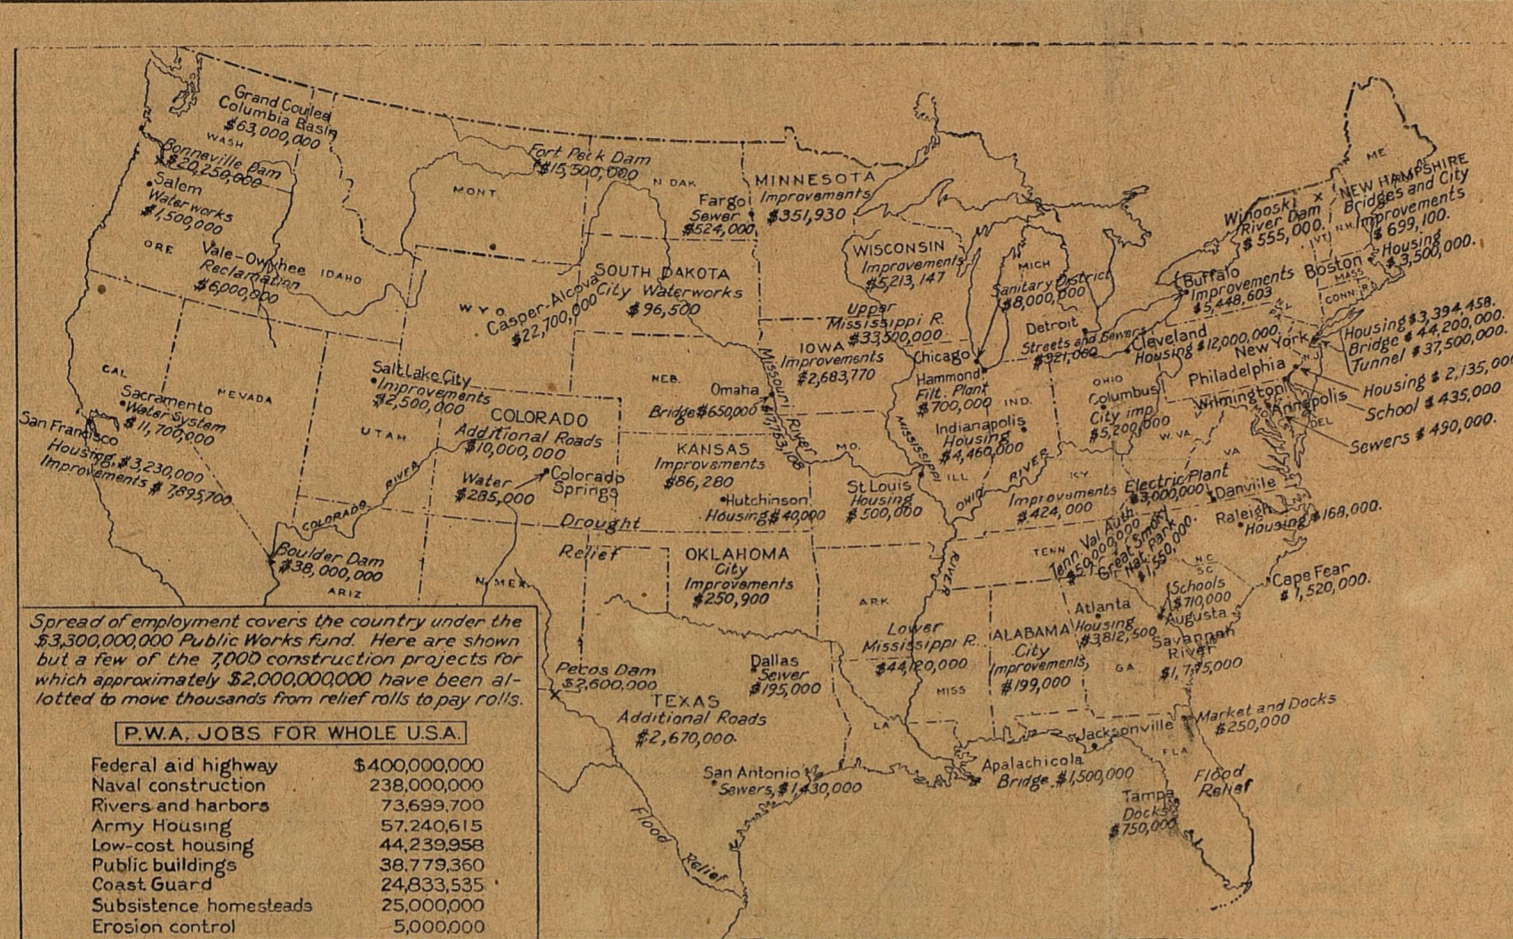 Grand Coulee
Columbia Basin
$63,000,000
WASH
Bonneville Dam
$20,250,000
Salem
Waterworks
$1,500,000
ORE
Vale-Owyhee
Reclamation
$6,000,000
IDAHO
MONT
Fort Peck Dam
$15,500,000
N DAK
Fargo
Sewer
$524,000
MINNESOTA
Improvements
$351,930
WISCONSIN
Improvements
$5,213,147
Upper
Mississippi R.
$33,500,000
MICH
Sanitary District
$8,000,000
Detroit
Streets and Sewers
$921,000
ME
NEW HAMPSHIRE
Bridges and City
Improvements
$699,100.
Winooski
River Dam
$555,000.
VT
N.H.
Boston
Housing
$3,500,000.
MASS
CONN
R.I.
Buffalo
Improvements
$5,448,603
Cleveland
Housing $12,000,000.
New York
Housing $3,394,458.
Bridge $44,200,000.
Tunnel $37,500,000.
N.J.
Philadelphia
Housing $2,135,000
Wilmington
School $435,000
Annapolis
Sewers $490,000.
DEL
WYO
Casper-Alcova
$22,700,000
SOUTH DAKOTA
City Waterworks
$96,500
IOWA
Improvements
$2,683,770
Chicago
Hammond
Filt. Plant
$700,000
IND.
Indianapolis
Housing
$4,460,000
OHIO
Columbus
City imp
$5,200,000
W. VA
VA
CAL
NEVADA
Sacramento
Water System
$11,700,000
San Francisco
Housing, $3,230,000
Improvements $7,895,700
UTAH
Salt Lake City
Improvements
$2,500,000
COLORADO
Additional Roads
$10,000,000
Water
$285,000
Colorado
Springs
NEB.
Omaha
Bridge $650,000
Missouri River
KANSAS
Improvements
$86,280
Hutchinson
Housing $40,000
MO.
St Louis
Housing
$500,000
ILL
MISSISSIPPI
RIVER
OHIO RIVER
KY
Improvements
$424,000
Electric Plant
$3,000,000
Danville
Raleigh
Housing $168,000.
COLORADO RIVER
Boulder Dam
$38,000,000
ARIZ
N. MEX
Drought
Relief
OKLAHOMA
City
Improvements
$250,900
ARK
TENN
Tenn Val Auth.
$50,000,000
Great Smoky
Nat. Park
$1,550,000.
N.C.
S.C.
Cape Fear
$1,520,000.
Schools
$710,000
Augusta
Atlanta
Housing
$3,812,500
Savannah
River
GA
ALABAMA
City
Improvements
$199,000
Lower
Mississippi R.
MISS
LA
Pecos Dam
$2,600,000
Dallas
Sewer
$195,000
TEXAS
Additional Roads
$2,670,000.
San Antonio
Sewers, $1,430,000
Flood
Relief
Jacksonville
Market and Docks
$250,000
Apalachicola
Bridge $1,500,000
FLA
Tampa
Docks
$750,000
Flood
Relief
Spread of employment covers the country under the
$3,300,000,000 Public Works fund. Here are shown
but a few of the 7,000 construction projects for
which approximately $2,000,000,000 have been al-
lotted to move thousands from relief rolls to pay rolls.
P.W.A. JOBS FOR WHOLE U.S.A.
Federal aid highway $400,000,000
Naval construction 238,000,000
Rivers and harbors 73,699,700
Army Housing 57,240,615
Low-cost housing 44,239,958
Public buildings 38,779,360
Coast Guard 24,833,535
Subsistence homesteads 25,000,000
Erosion control 5,000,000